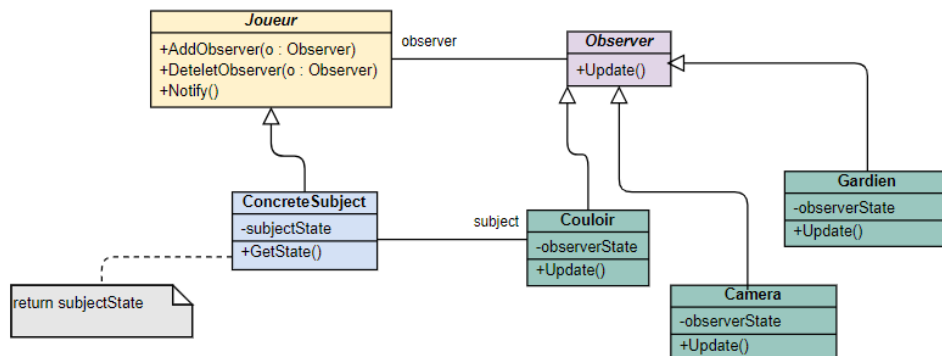 Joueur
+AddObserver(o : Observer)
+DeteletObserver(o : Observer)
+Notify()
observer
Observer
+Update()
Gardien
-observerState
+Update()
ConcreteSubject
-subjectState
+GetState()
subject
Couloir
-observerState
+Update()
return subjectState
Camera
-observerState
+Update()